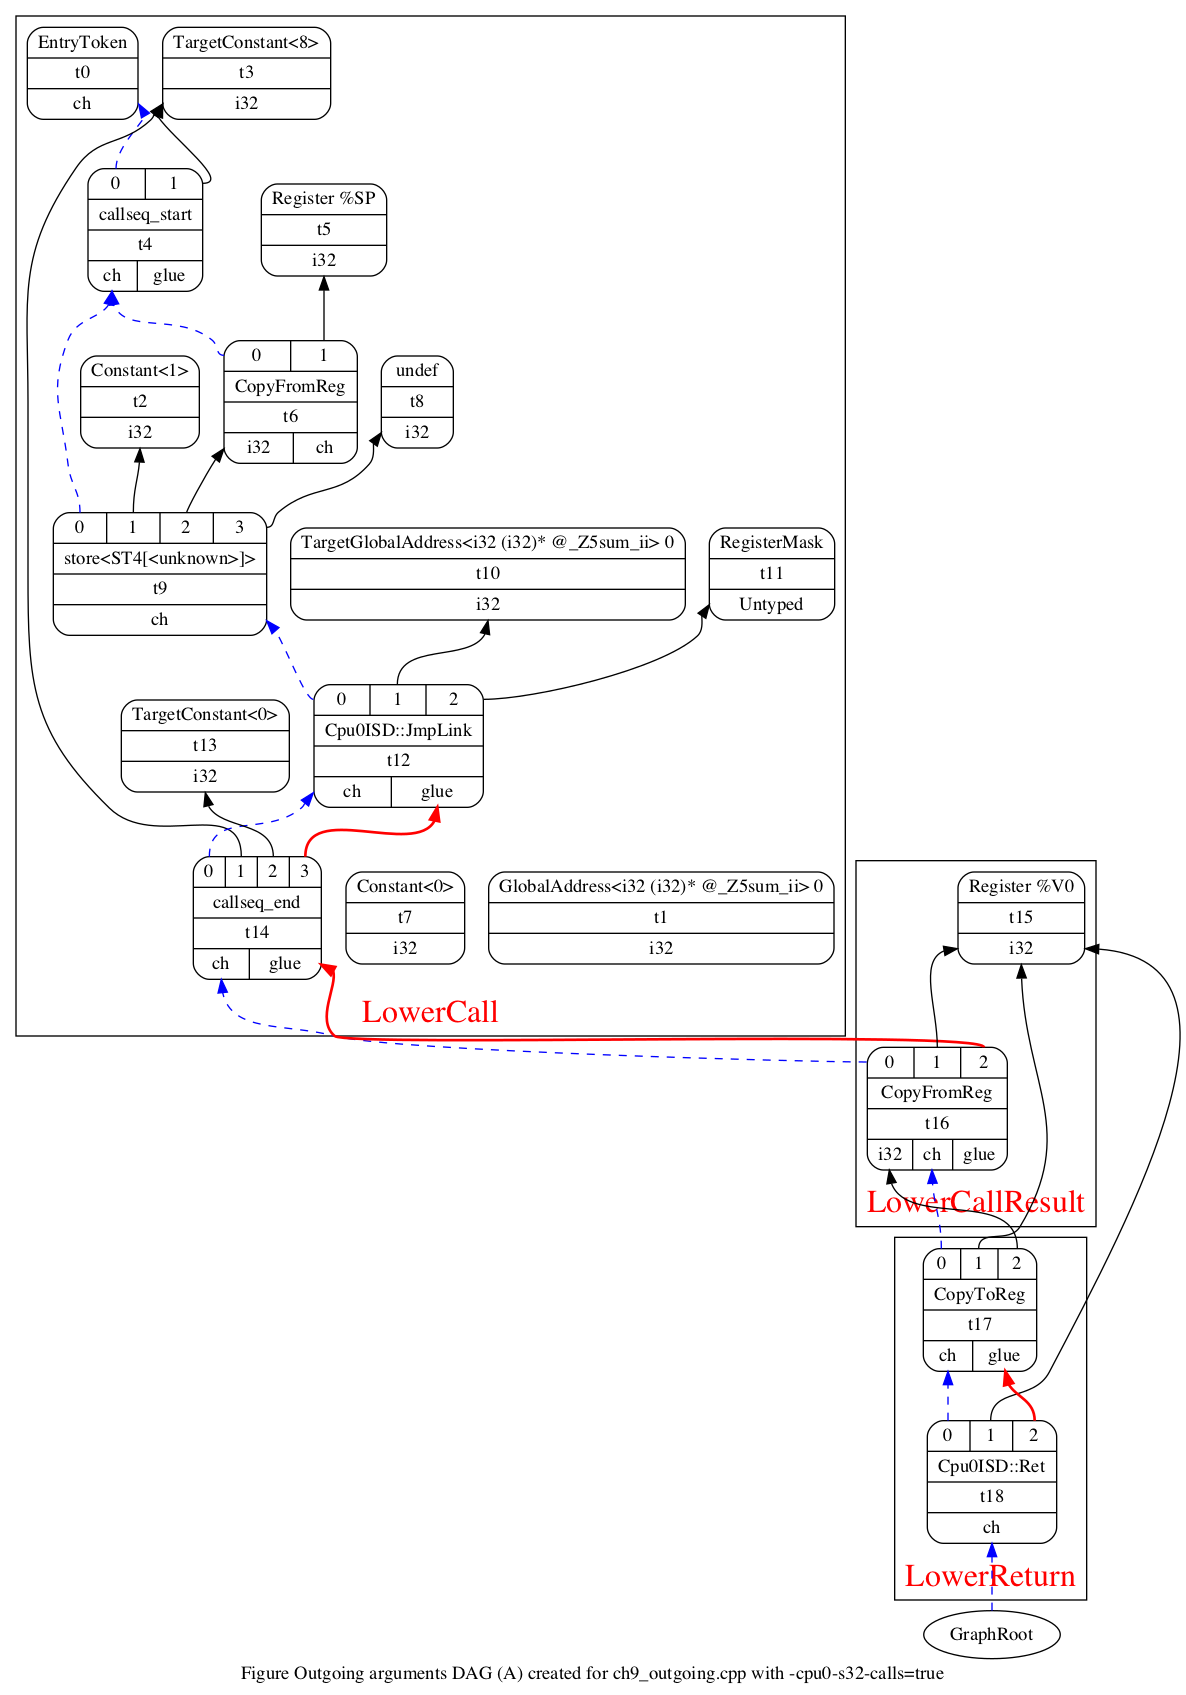 EntryToken
t0
ch
TargetConstant<8>
t3
i32
0 1
callseq_start
t4
ch glue
Register %SP
t5
i32
0 1
CopyFromReg
t6
i32 ch
Constant<1>
t2
i32
undef
t8
i32
0 1 2 3
store<ST4[<unknown>]>
t9
ch
TargetGlobalAddress<i32 (i32)* @_Z5sum_ii> 0
t10
i32
RegisterMask
t11
Untyped
0 1 2
Cpu0ISD::JmpLink
t12
ch glue
TargetConstant<0>
t13
i32
0 1 2 3
callseq_end
t14
ch glue
Constant<0>
t7
i32
GlobalAddress<i32 (i32)* @_Z5sum_ii> 0
t1
i32
LowerCall
Register %V0
t15
i32
0 1 2
CopyFromReg
t16
i32 ch glue
LowerCallResult
0 1 2
CopyToReg
t17
ch glue
0 1 2
Cpu0ISD::Ret
t18
ch
LowerReturn
GraphRoot
Figure Outgoing arguments DAG (A) created for ch9_outgoing.cpp with -cpu0-s32-calls=true